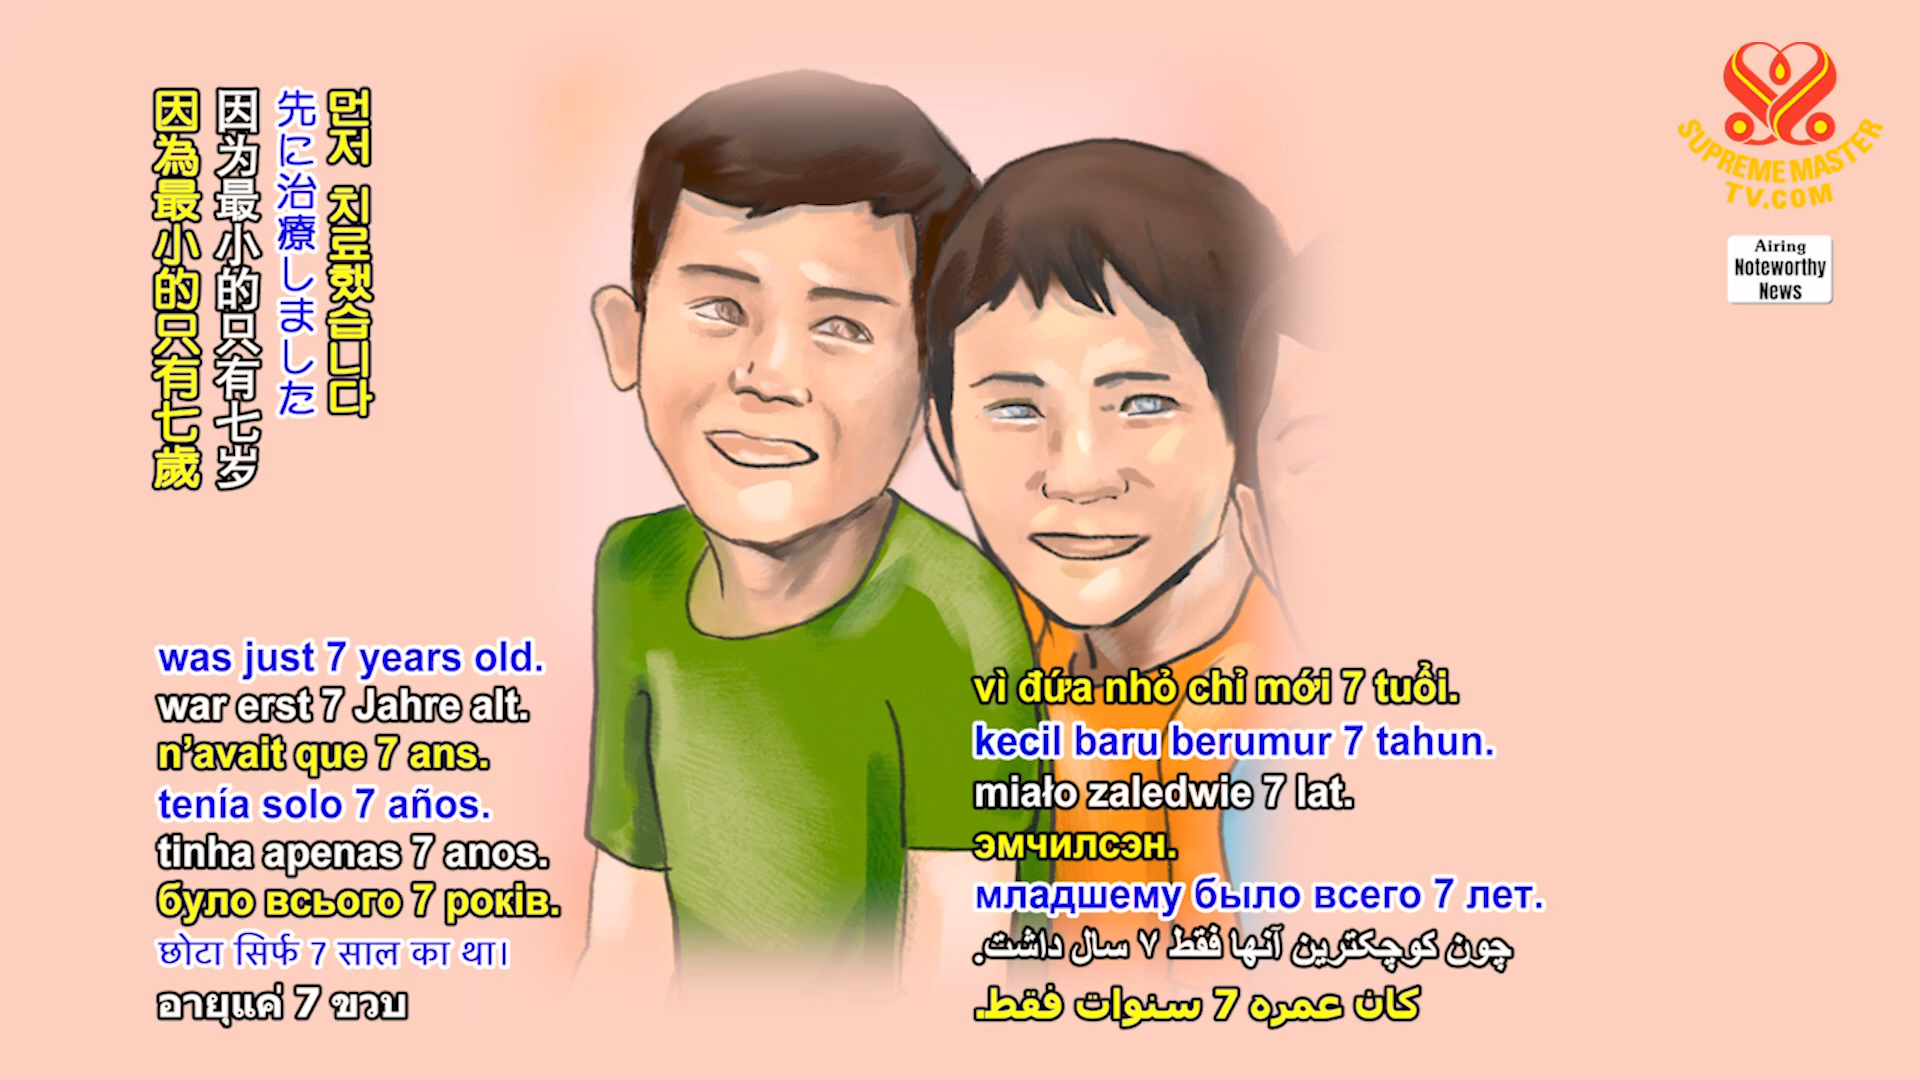 因為最小的只有七歲
因为最小的只有七岁
先に治療しました
먼저 치료했습니다
SUPREME MASTER
TV.COM
Airing
Noteworthy
News
was just 7 years old.
war erst 7 Jahre alt.
n’avait que 7 ans.
tenía solo 7 años.
tinha apenas 7 anos.
було всього 7 років.
छोटा सिर्फ 7 साल का था।
อายุแค่ 7 ขวบ
vì đứa nhỏ chỉ mới 7 tuổi.
kecil baru berumur 7 tahun.
miało zaledwie 7 lat.
эмчилсэн.
младшему было всего 7 лет.
چون کوچکترین آنها فقط ۷ سال داشت.
كان عمره 7 سنوات فقط.